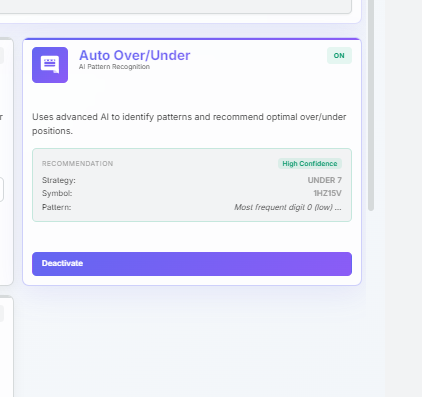 Auto Over/Under
ON
AI Pattern Recognition
Uses advanced AI to identify patterns and recommend optimal over/under
positions.
RECOMMENDATION
High Confidence
Strategy:
UNDER 7
Symbol:
1HZ15V
Pattern:
Most frequent digit 0 (low) ...
Deactivate